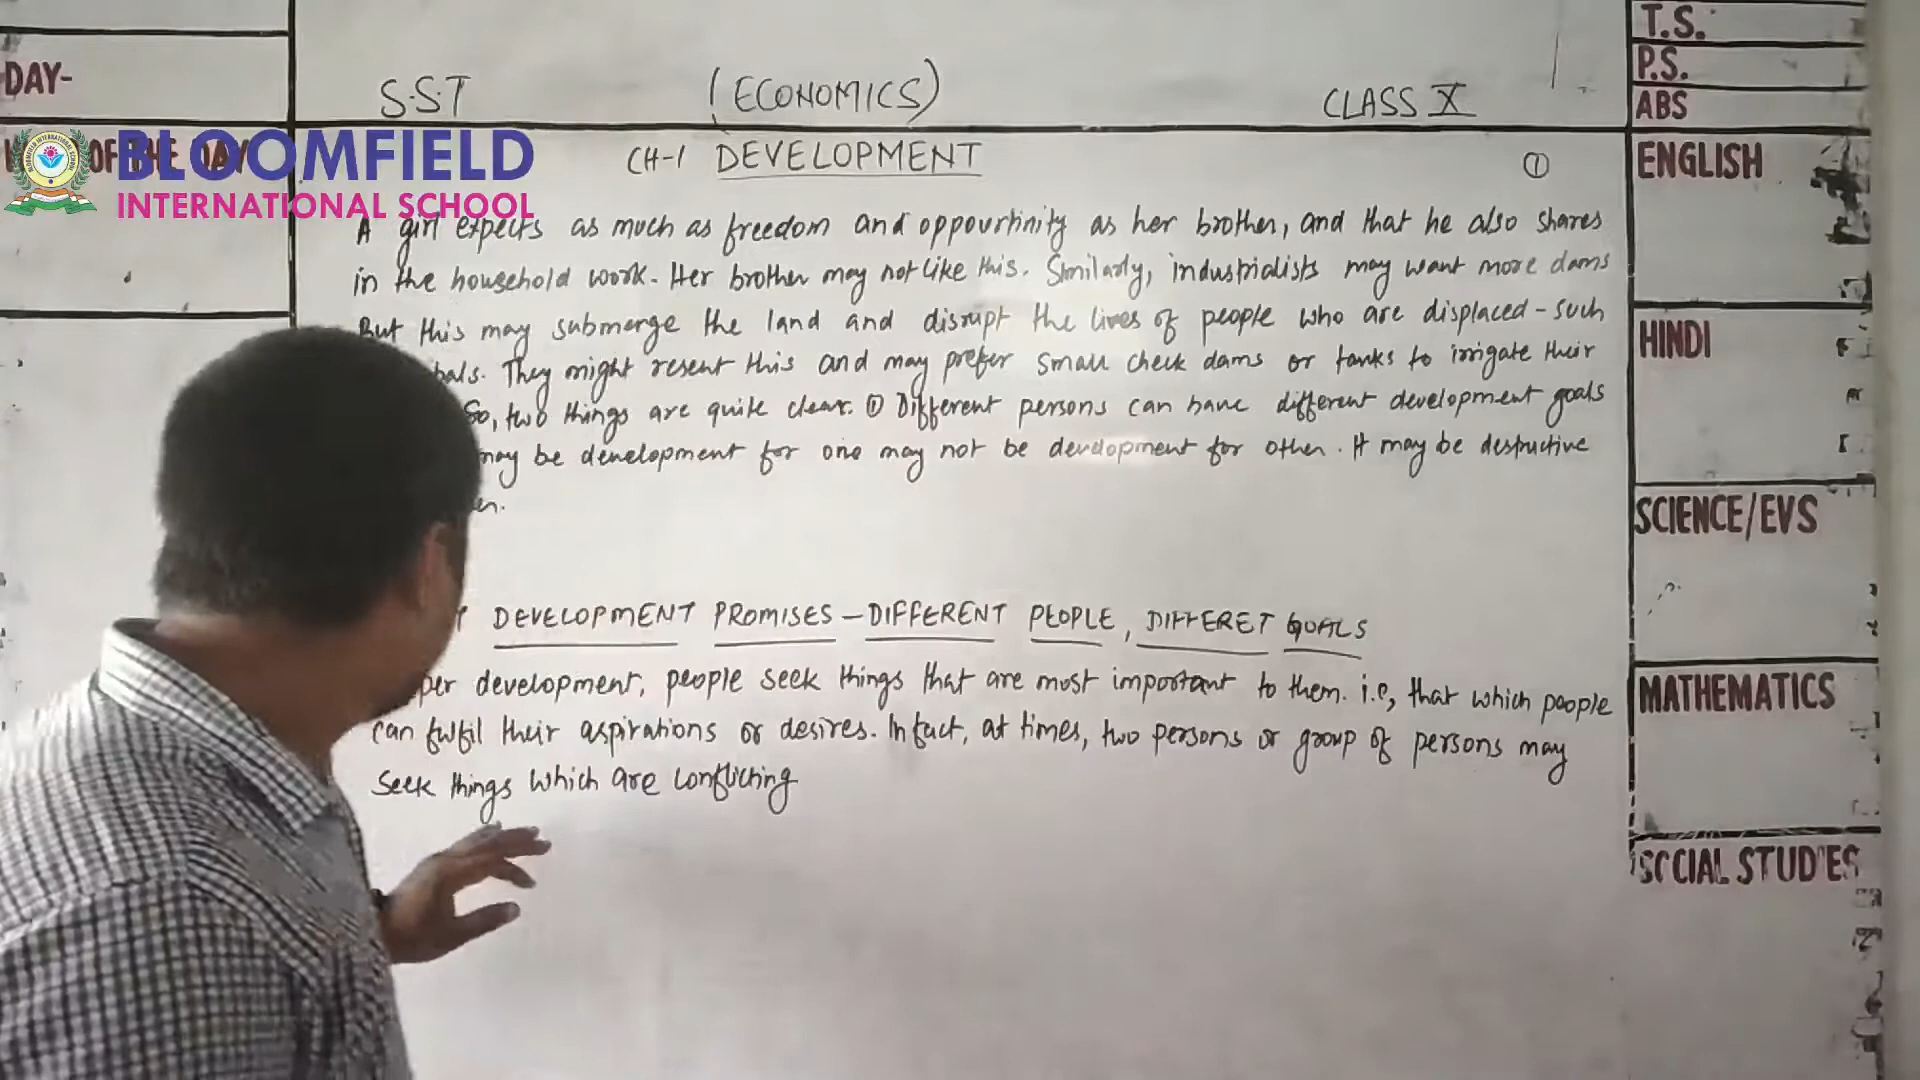 DAY-
S.S.T (ECONOMICS) CLASS X
T.S.
P.S.
ABS
OF THE DAY
BLOOMFIELD
INTERNATIONAL SCHOOL
CH-1 DEVELOPMENT ①
A girl expects as much as freedom and oppourtinity as her brother, and that he also shares
in the household work. Her brother may not like this. Similarly, industrialists may want more dams
But this may submerge the land and disrupt the lives of people who are displaced - such
They might resent this and may prefer small check dams or tanks to irrigate their
So, two things are quite clear. ① Different persons can have different development goals
may be development for one may not be development for other. It may be destructive
DEVELOPMENT PROMISES - DIFFERENT PEOPLE, DIFFERET GOALS
per development, people seek things that are most important to them. i.e, that which people
can fulfil their aspirations or desires. In fact, at times, two persons or group of persons may
seek things which are conflicting
ENGLISH
HINDI
SCIENCE/EVS
MATHEMATICS
SOCIAL STUDIES